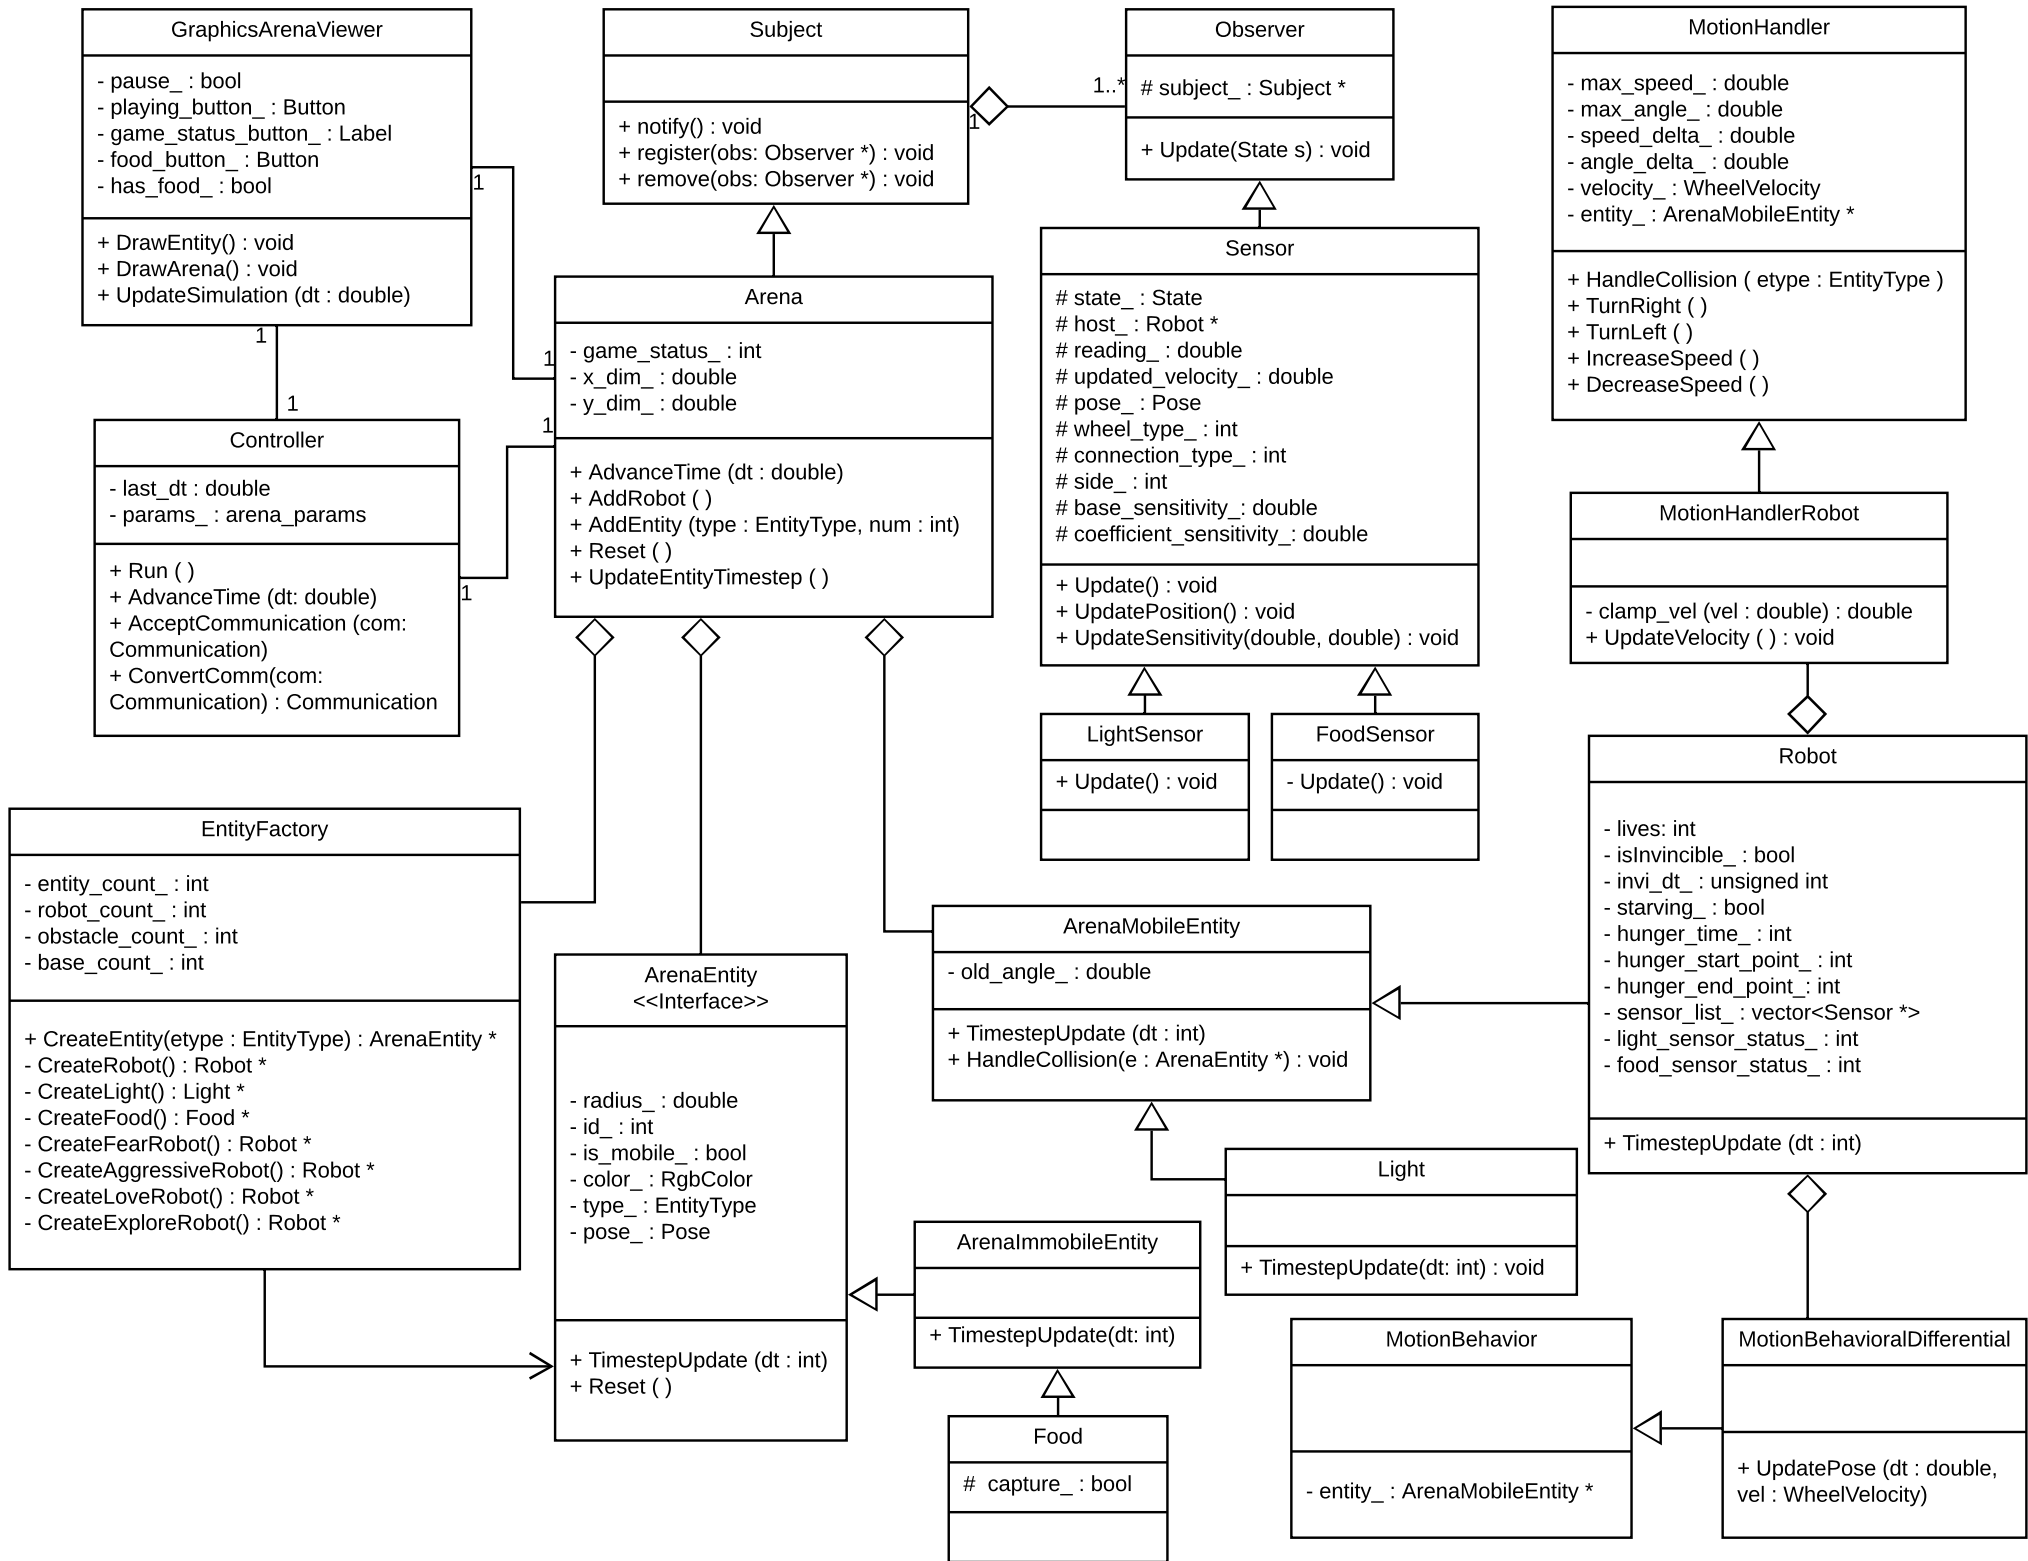 GraphicsArenaViewer
- pause_ : bool
- playing_button_ : Button
- game_status_button_ : Label
- food_button_ : Button
- has_food_ : bool
+ DrawEntity() : void
+ DrawArena() : void
+ UpdateSimulation (dt : double)
1
1
1
1
Controller
- last_dt : double
- params_ : arena_params
+ Run ( )
+ AdvanceTime (dt: double)
+ AcceptCommunication (com:
Communication)
+ ConvertComm(com:
Communication) : Communication
1
1
Subject
+ notify() : void
+ register(obs: Observer *) : void
+ remove(obs: Observer *) : void
1
1..*
Observer
# subject_ : Subject *
+ Update(State s) : void
Arena
- game_status_ : int
- x_dim_ : double
- y_dim_ : double
+ AdvanceTime (dt : double)
+ AddRobot ( )
+ AddEntity (type : EntityType, num : int)
+ Reset ( )
+ UpdateEntityTimestep ( )
Sensor
# state_ : State
# host_ : Robot *
# reading_ : double
# updated_velocity_ : double
# pose_ : Pose
# wheel_type_ : int
# connection_type_ : int
# side_ : int
# base_sensitivity_: double
# coefficient_sensitivity_: double
+ Update() : void
+ UpdatePosition() : void
+ UpdateSensitivity(double, double) : void
LightSensor
+ Update() : void
FoodSensor
- Update() : void
MotionHandler
- max_speed_ : double
- max_angle_ : double
- speed_delta_ : double
- angle_delta_ : double
- velocity_ : WheelVelocity
- entity_ : ArenaMobileEntity *
+ HandleCollision ( etype : EntityType )
+ TurnRight ( )
+ TurnLeft ( )
+ IncreaseSpeed ( )
+ DecreaseSpeed ( )
MotionHandlerRobot
- clamp_vel (vel : double) : double
+ UpdateVelocity ( ) : void
Robot
- lives: int
- isInvincible_ : bool
- invi_dt_ : unsigned int
- starving_ : bool
- hunger_time_ : int
- hunger_start_point_ : int
- hunger_end_point_: int
- sensor_list_ : vector<Sensor *>
- light_sensor_status_ : int
- food_sensor_status_ : int
+ TimestepUpdate (dt : int)
EntityFactory
- entity_count_ : int
- robot_count_ : int
- obstacle_count_ : int
- base_count_ : int
+ CreateEntity(etype : EntityType) : ArenaEntity *
- CreateRobot() : Robot *
- CreateLight() : Light *
- CreateFood() : Food *
- CreateFearRobot() : Robot *
- CreateAggressiveRobot() : Robot *
- CreateLoveRobot() : Robot *
- CreateExploreRobot() : Robot *
ArenaEntity
<<Interface>>
- radius_ : double
- id_ : int
- is_mobile_ : bool
- color_ : RgbColor
- type_ : EntityType
- pose_ : Pose
+ TimestepUpdate (dt : int)
+ Reset ( )
ArenaMobileEntity
- old_angle_ : double
+ TimestepUpdate (dt : int)
+ HandleCollision(e : ArenaEntity *) : void
Light
+ TimestepUpdate(dt: int) : void
ArenaImmobileEntity
+ TimestepUpdate(dt: int)
Food
#  capture_ : bool
MotionBehavior
- entity_ : ArenaMobileEntity *
MotionBehavioralDifferential
+ UpdatePose (dt : double,
vel : WheelVelocity)